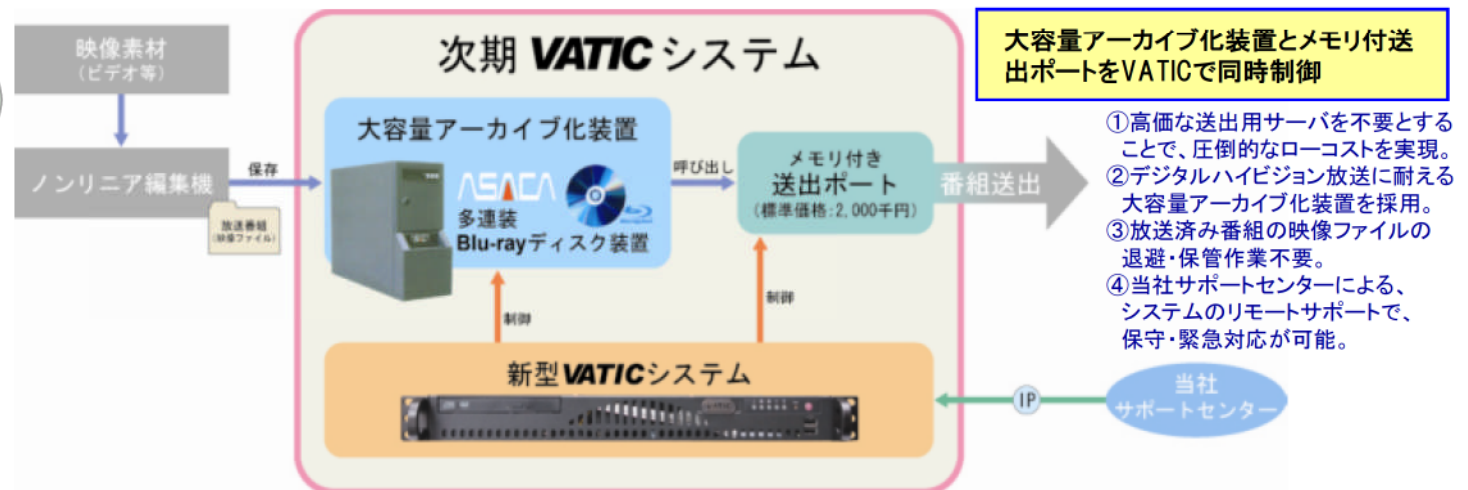 映像素材
(ビデオ等)
ノンリニア編集機
放送番組
(映像ファイル)
保存
次期 VATIC システム
大容量アーカイブ化装置
ASACA
多連装
Blu-rayディスク装置
呼び出し
メモリ付き
送出ポート
(標準価格:2,000千円)
番組送出
制御
制御
新型VATICシステム
IP
当社
サポートセンター
大容量アーカイブ化装置とメモリ付送
出ポートをVATICで同時制御
①高価な送出用サーバを不要とする
ことで、圧倒的なローコストを実現。
②デジタルハイビジョン放送に耐える
大容量アーカイブ化装置を採用。
③放送済み番組の映像ファイルの
退避・保管作業不要。
④当社サポートセンターによる、
システムのリモートサポートで、
保守・緊急対応が可能。